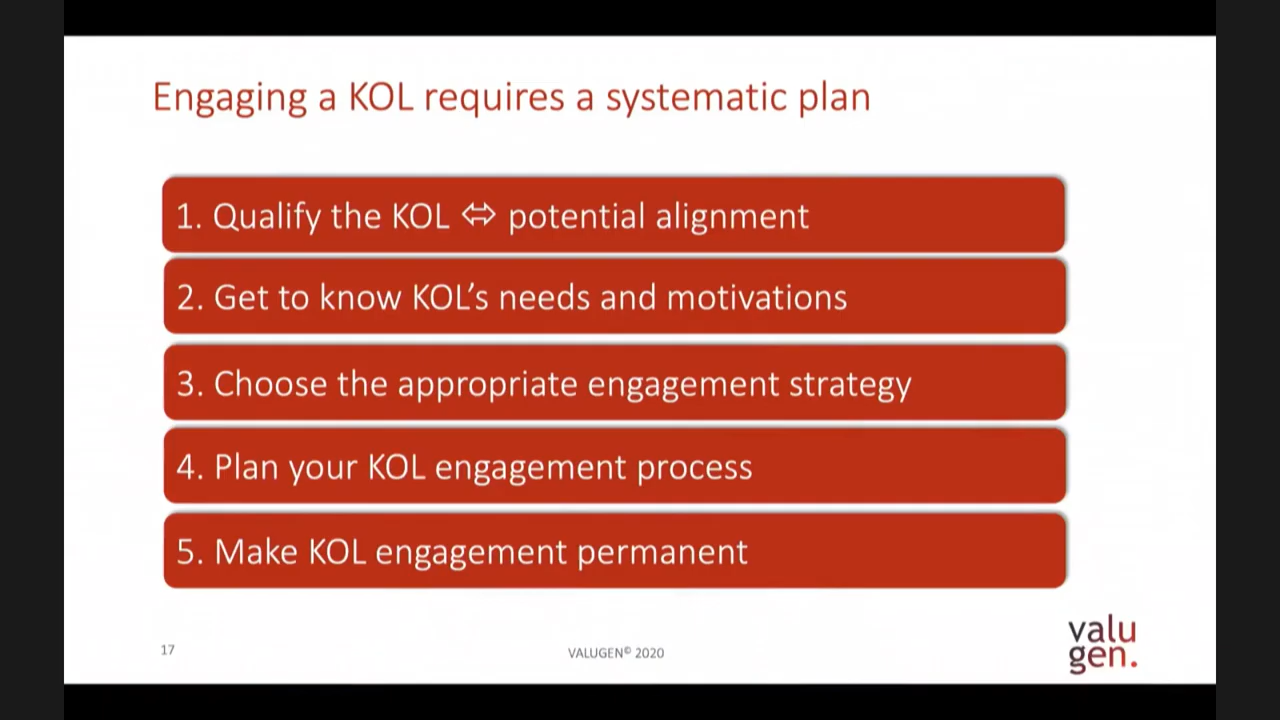 Engaging a KOL requires a systematic plan
1. Qualify the KOL ⇔ potential alignment
2. Get to know KOL’s needs and motivations
3. Choose the appropriate engagement strategy
4. Plan your KOL engagement process
5. Make KOL engagement permanent
17
VALUGEN© 2020
valu
gen.